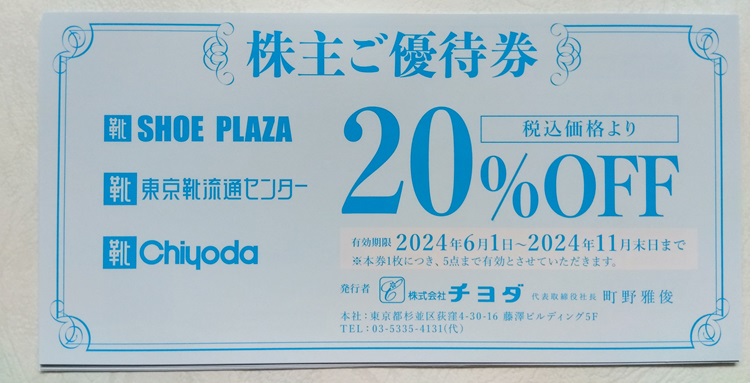 株主ご優待券
靴 SHOE PLAZA
靴 東京靴流通センター
靴 Chiyoda
20%OFF
税込価格より
有効期限 2024年6月1日〜2024年11月末日まで
※本券1枚につき、5点まで有効とさせていただきます。
発行者 株式会社チヨダ 代表取締役社長 町野雅俊
本社：東京都杉並区荻窪4-30-16 藤澤ビルディング5F
TEL：03-5335-4131(代)